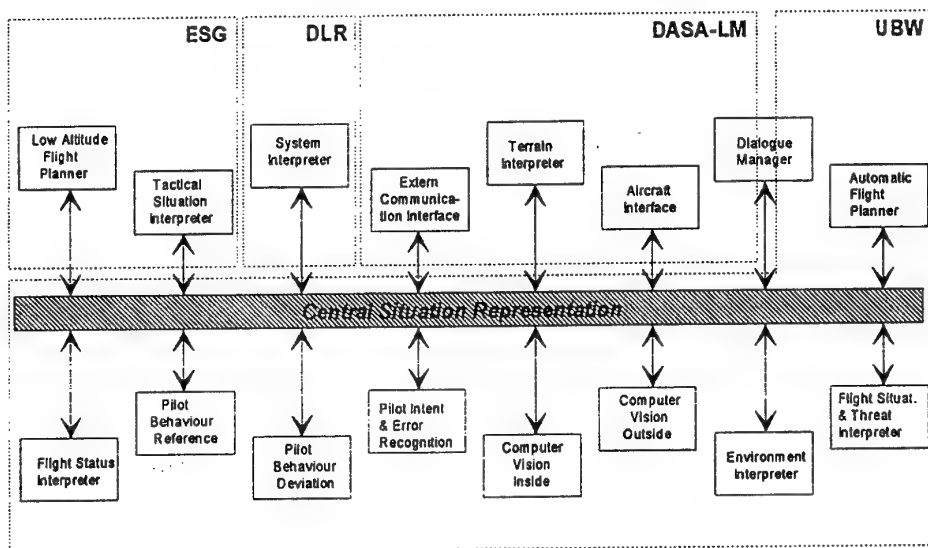 ESG
DLR
DASA-LM
UBW
Low Altitude
Flight
Planner
Tactical
Situation
Interpreter
System
Interpreter
Extern
Communica-
tion Interface
Terrain
Interpreter
Aircraft
Interface
Dialogue
Manager
Automatic
Flight
Planner
Central Situation Representation
Flight Status
Interpreter
Pilot
Behaviour
Reference
Pilot
Behaviour
Deviation
Pilot Intent
& Error
Recognition
Computer
Vision
Inside
Computer
Vision
Outside
Environment
Interpreter
Flight Situat.
& Threat
Interpreter